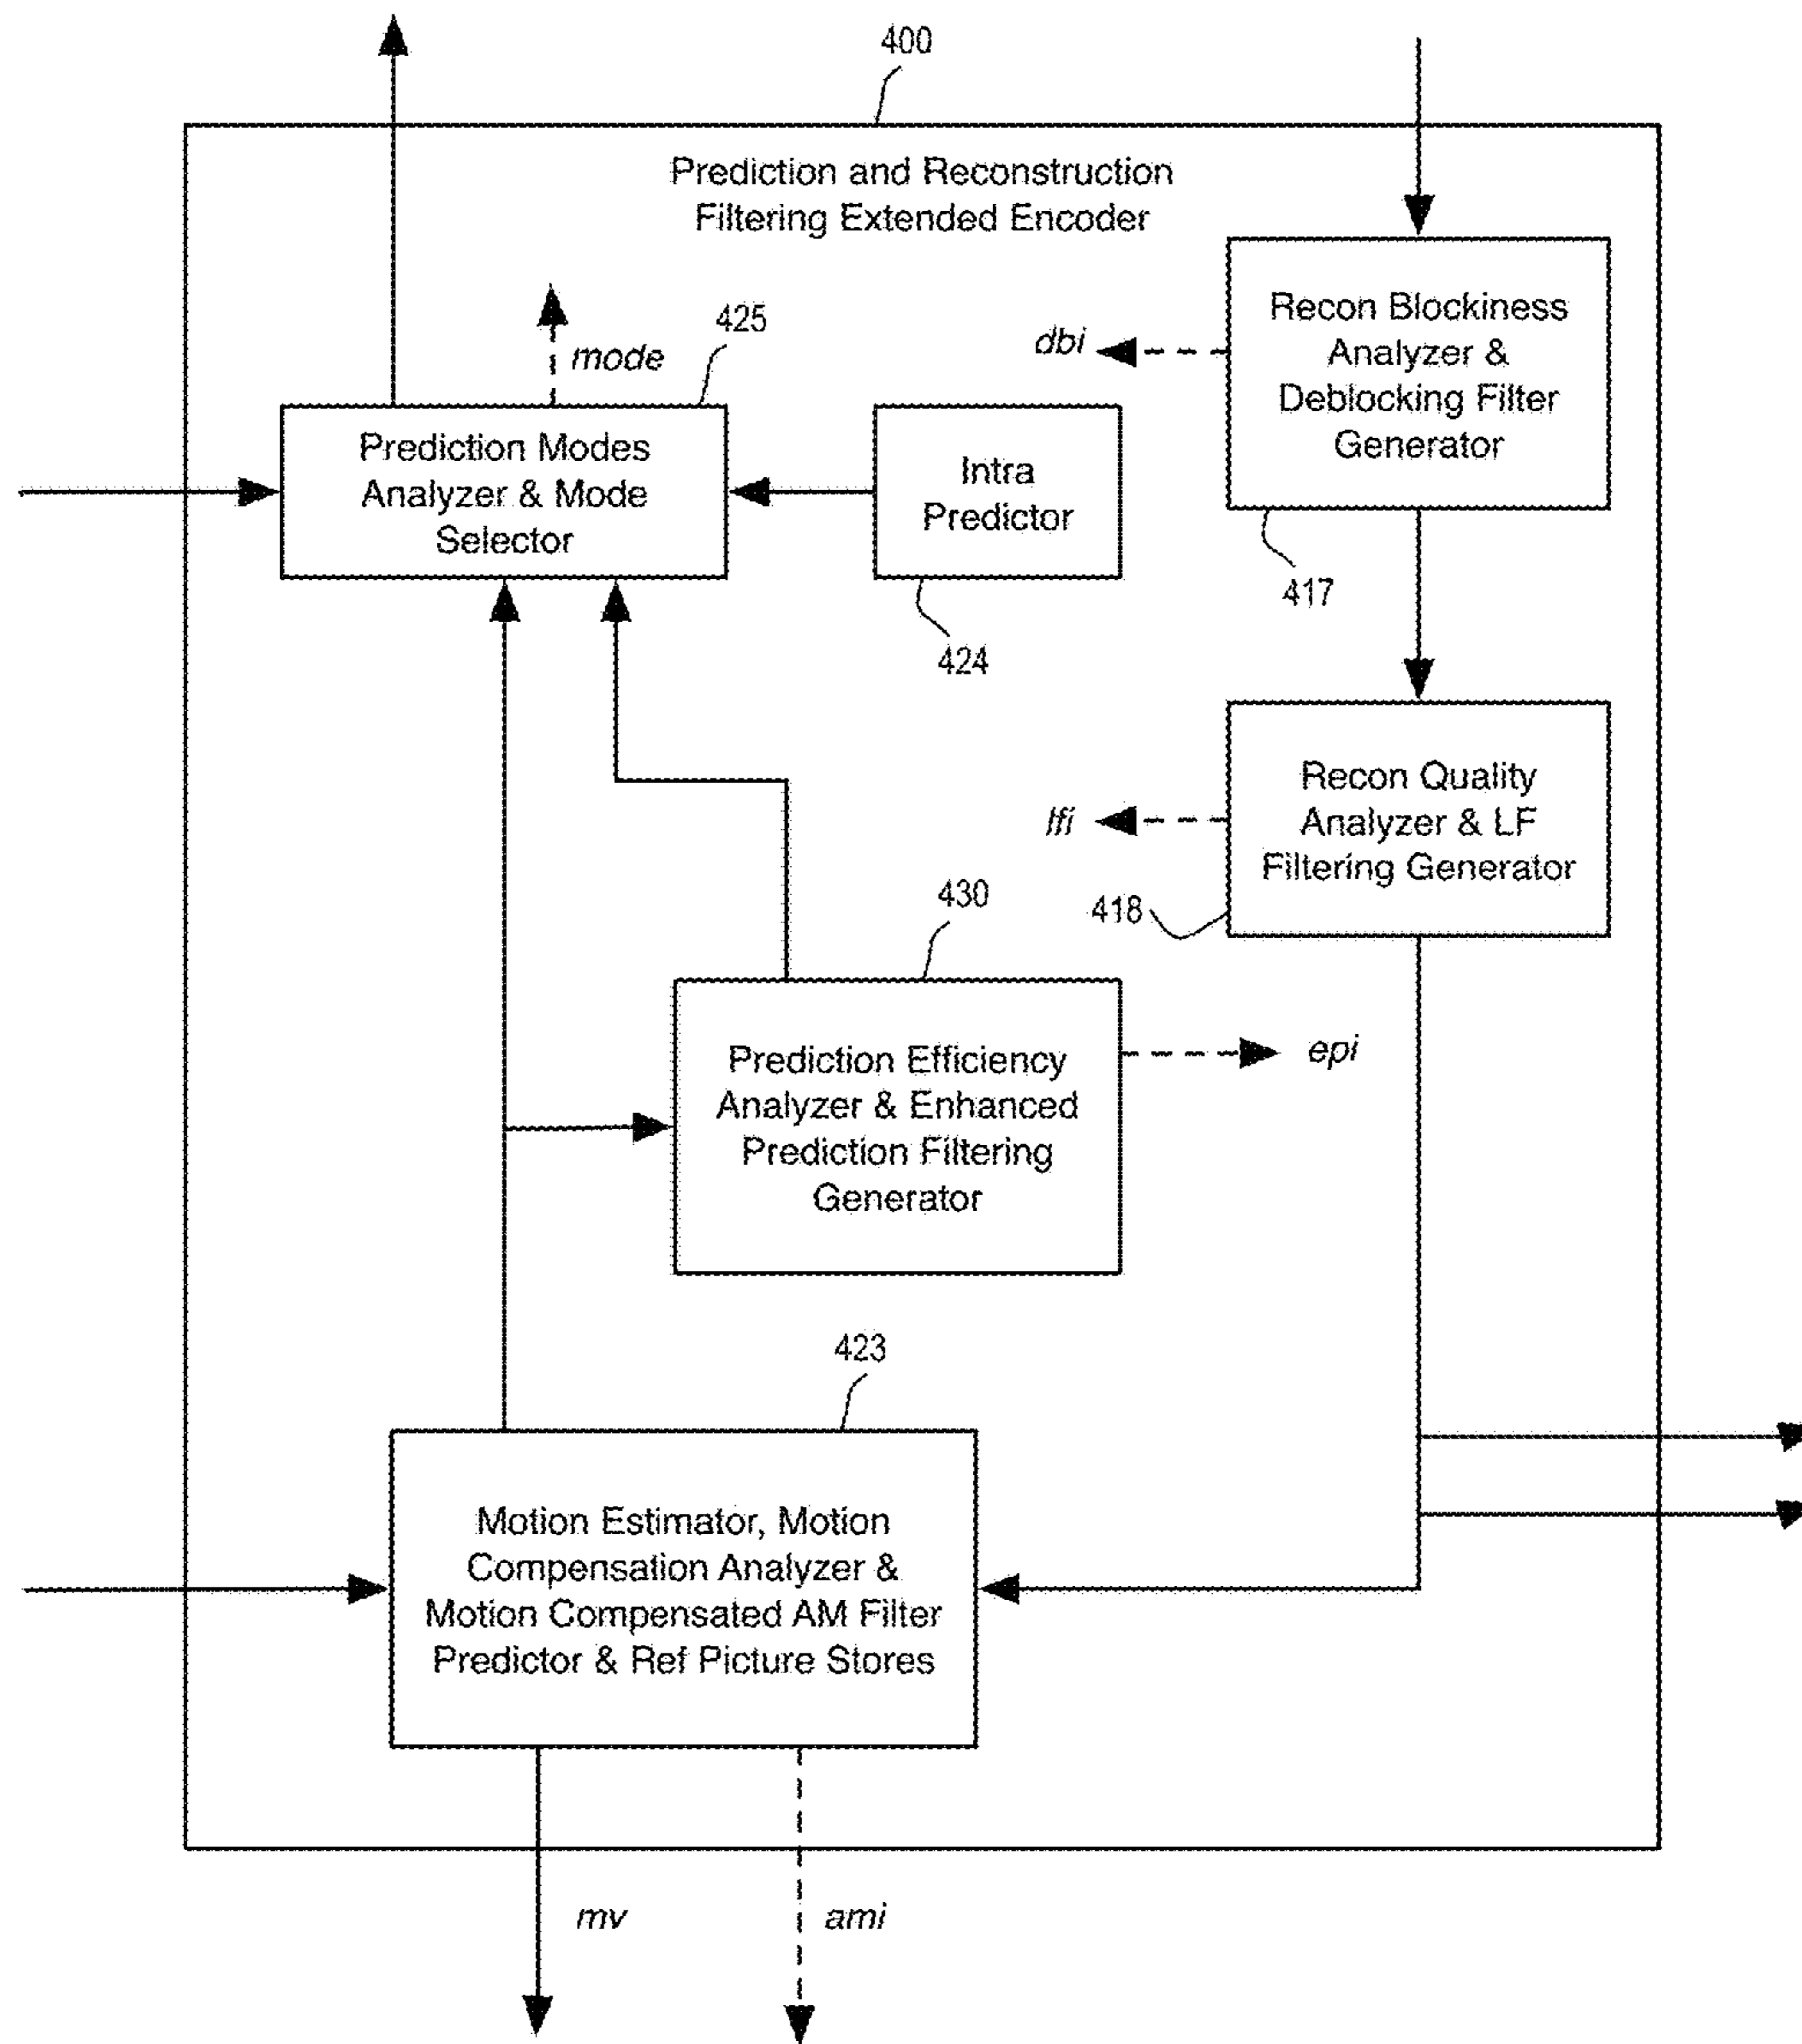 400
Prediction and Reconstruction
Filtering Extended Encoder
425
mode
dbi
Recon Blockiness
Analyzer &
Deblocking Filter
Generator
Prediction Modes
Analyzer & Mode
Selector
Intra
Predictor
417
424
Recon Quality
Analyzer & LF
Filtering Generator
lfi
430
418
Prediction Efficiency
Analyzer & Enhanced
Prediction Filtering
Generator
epi
423
Motion Estimator, Motion
Compensation Analyzer &
Motion Compensated AM Filter
Predictor & Ref Picture Stores
mv
ami